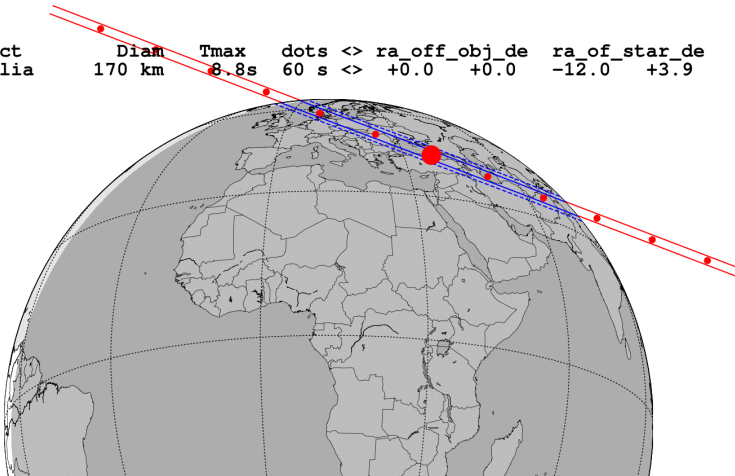 ct Diam Tmax dots <> ra_off_obj_de ra_of_star_de
lia 170 km 8.8s 60 s <> +0.0 +0.0 −12.0 +3.9